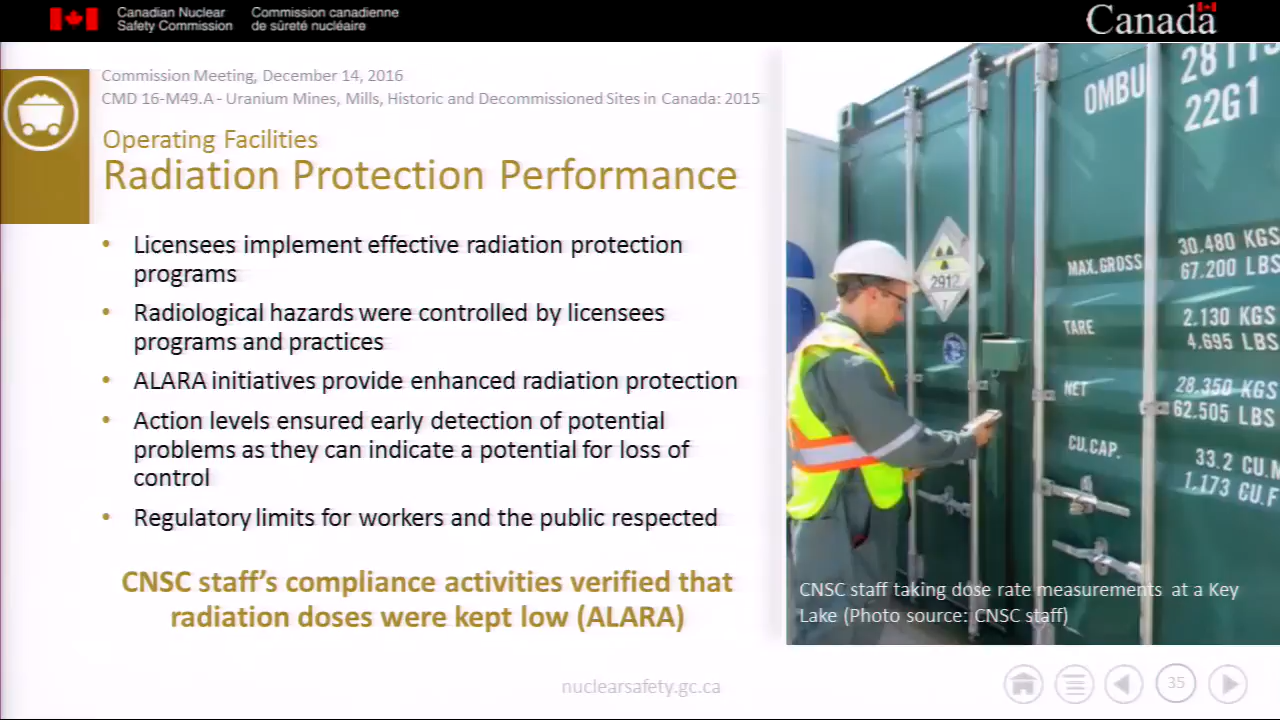 Canadian Nuclear
Safety Commission
Commission canadienne
de sûreté nucléaire
Canada
Commission Meeting, December 14, 2016
CMD 16-M49.A - Uranium Mines, Mills, Historic and Decommissioned Sites in Canada: 2015
Operating Facilities
Radiation Protection Performance
• Licensees implement effective radiation protection
programs
• Radiological hazards were controlled by licensees
programs and practices
• ALARA initiatives provide enhanced radiation protection
• Action levels ensured early detection of potential
problems as they can indicate a potential for loss of
control
• Regulatory limits for workers and the public respected
CNSC staff's compliance activities verified that
radiation doses were kept low (ALARA)
OMBU
22G1
2912
7
MAX.GROSS
30.480 KGS
67.200 LBS
TARE
2.130 KGS
4.695 LBS
NET
28.350 KGS
62.505 LBS
CU.CAP.
33.2 CU.M
1,173 CU.F
CNSC staff taking dose rate measurements at a Key
Lake (Photo source: CNSC staff)
nuclearsafety.gc.ca
35